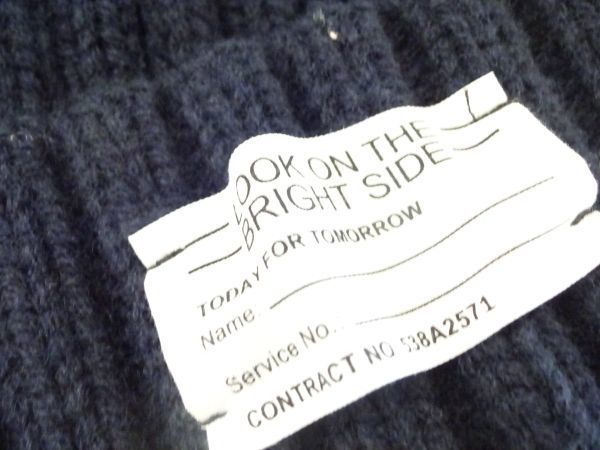 LOOK ON THE
BRIGHT SIDE
TODAY FOR TOMORROW
Name.
Service No.
CONTRACT NO 538A2571